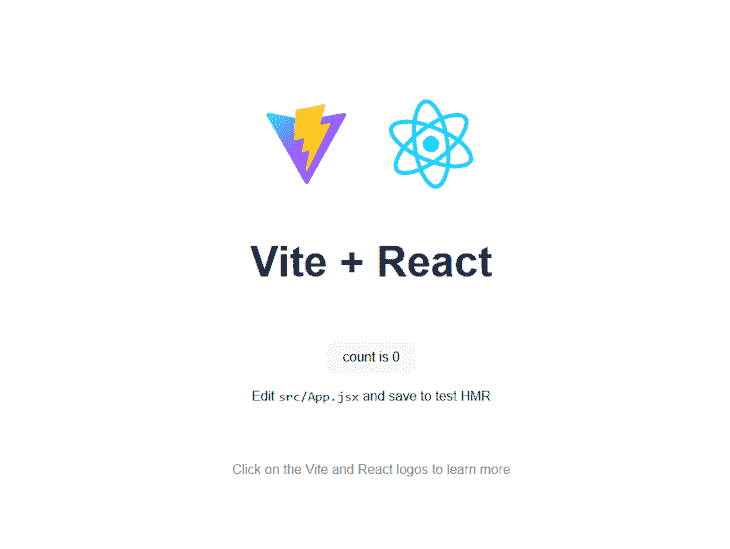 Vite + React
count is 0
Edit src/App.jsx and save to test HMR
Click on the Vite and React logos to learn more